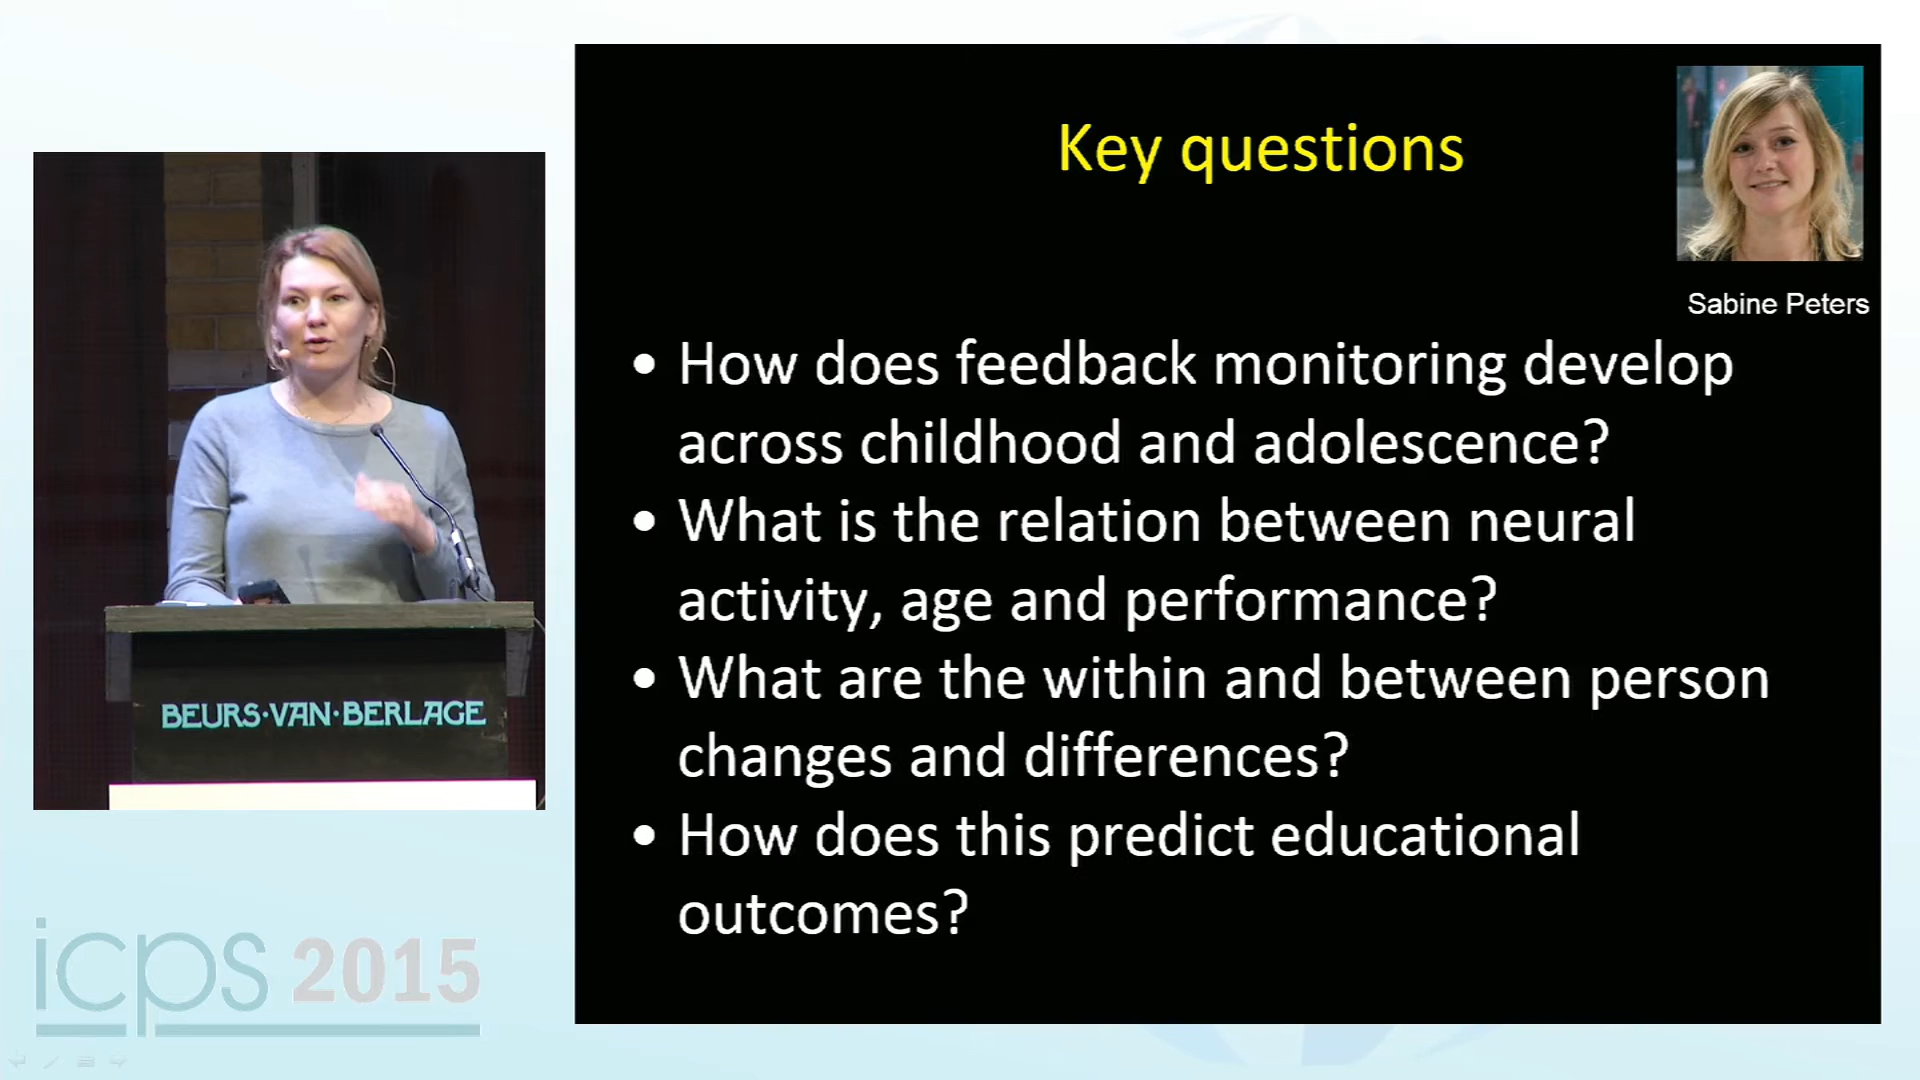 Key questions
Sabine Peters
• How does feedback monitoring develop
across childhood and adolescence?
• What is the relation between neural
activity, age and performance?
• What are the within and between person
changes and differences?
• How does this predict educational
outcomes?
BEURS·VAN·BERLAGE
icps 2015